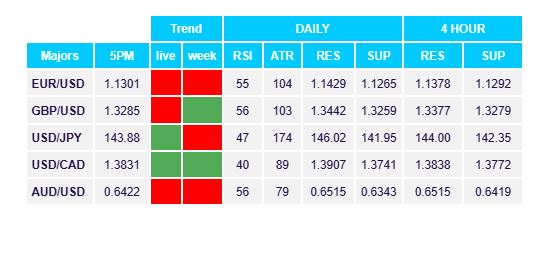 Trend DAILY 4 HOUR
Majors 5PM live week RSI ATR RES SUP RES SUP
EUR/USD 1.1301 55 104 1.1429 1.1265 1.1378 1.1292
GBP/USD 1.3285 56 103 1.3442 1.3259 1.3377 1.3279
USD/JPY 143.88 47 174 146.02 141.95 144.00 142.35
USD/CAD 1.3831 40 89 1.3907 1.3741 1.3838 1.3772
AUD/USD 0.6422 56 79 0.6515 0.6343 0.6515 0.6419